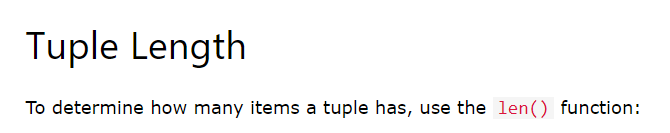 Tuple Length
To determine how many items a tuple has, use the len() function: